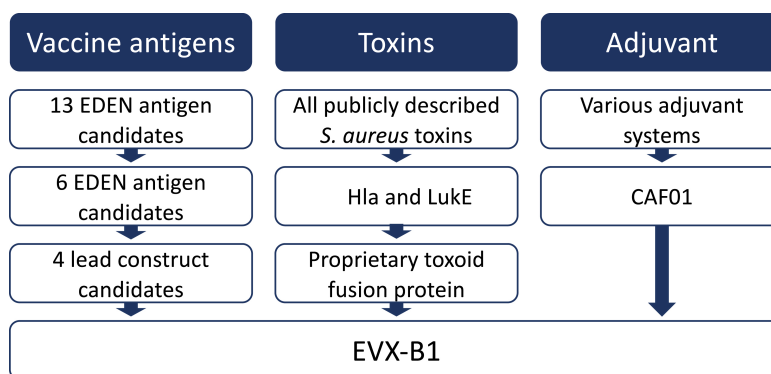 Vaccine antigens
Toxins
Adjuvant
13 EDEN antigen
candidates
All publicly described
S. aureus toxins
Various adjuvant
systems
6 EDEN antigen
candidates
Hla and LukE
CAF01
4 lead construct
candidates
Proprietary toxoid
fusion protein
EVX-B1